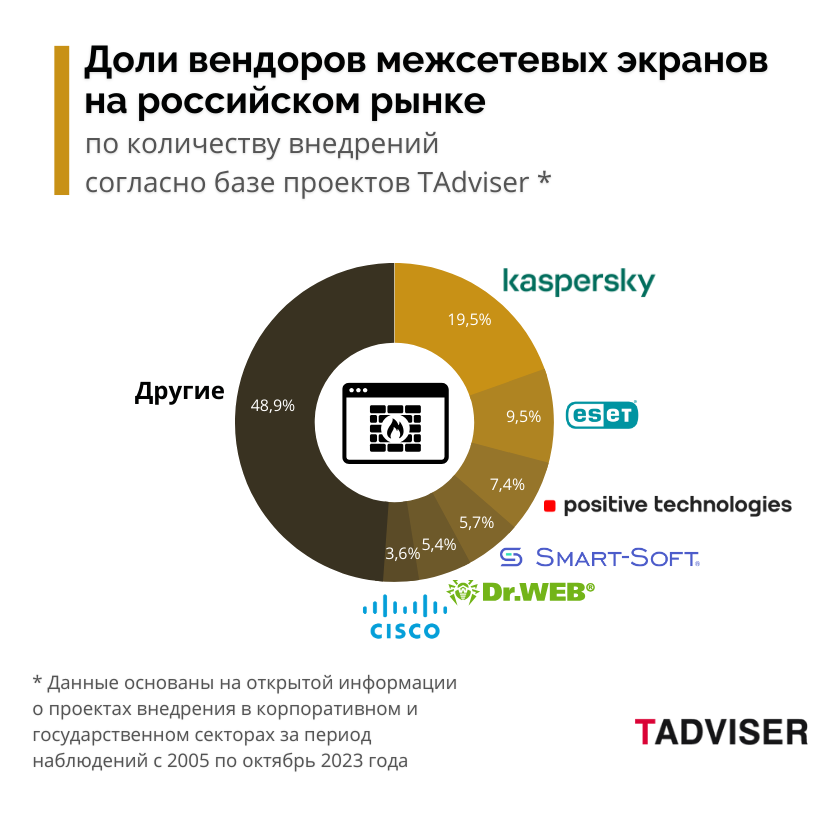 Доли вендоров межсетевых экранов
на российском рынке
по количеству внедрений
согласно базе проектов TAdviser *
kaspersky
19,5%
Другие
48,9%
9,5%
eseт
7,4%
positive technologies
5,7%
5,4%
3,6%
Smart-Soft®
Dr.WEB®
CISCO
* Данные основаны на открытой информации
о проектах внедрения в корпоративном и
государственном секторах за период
наблюдений с 2005 по октябрь 2023 года
TADVISER